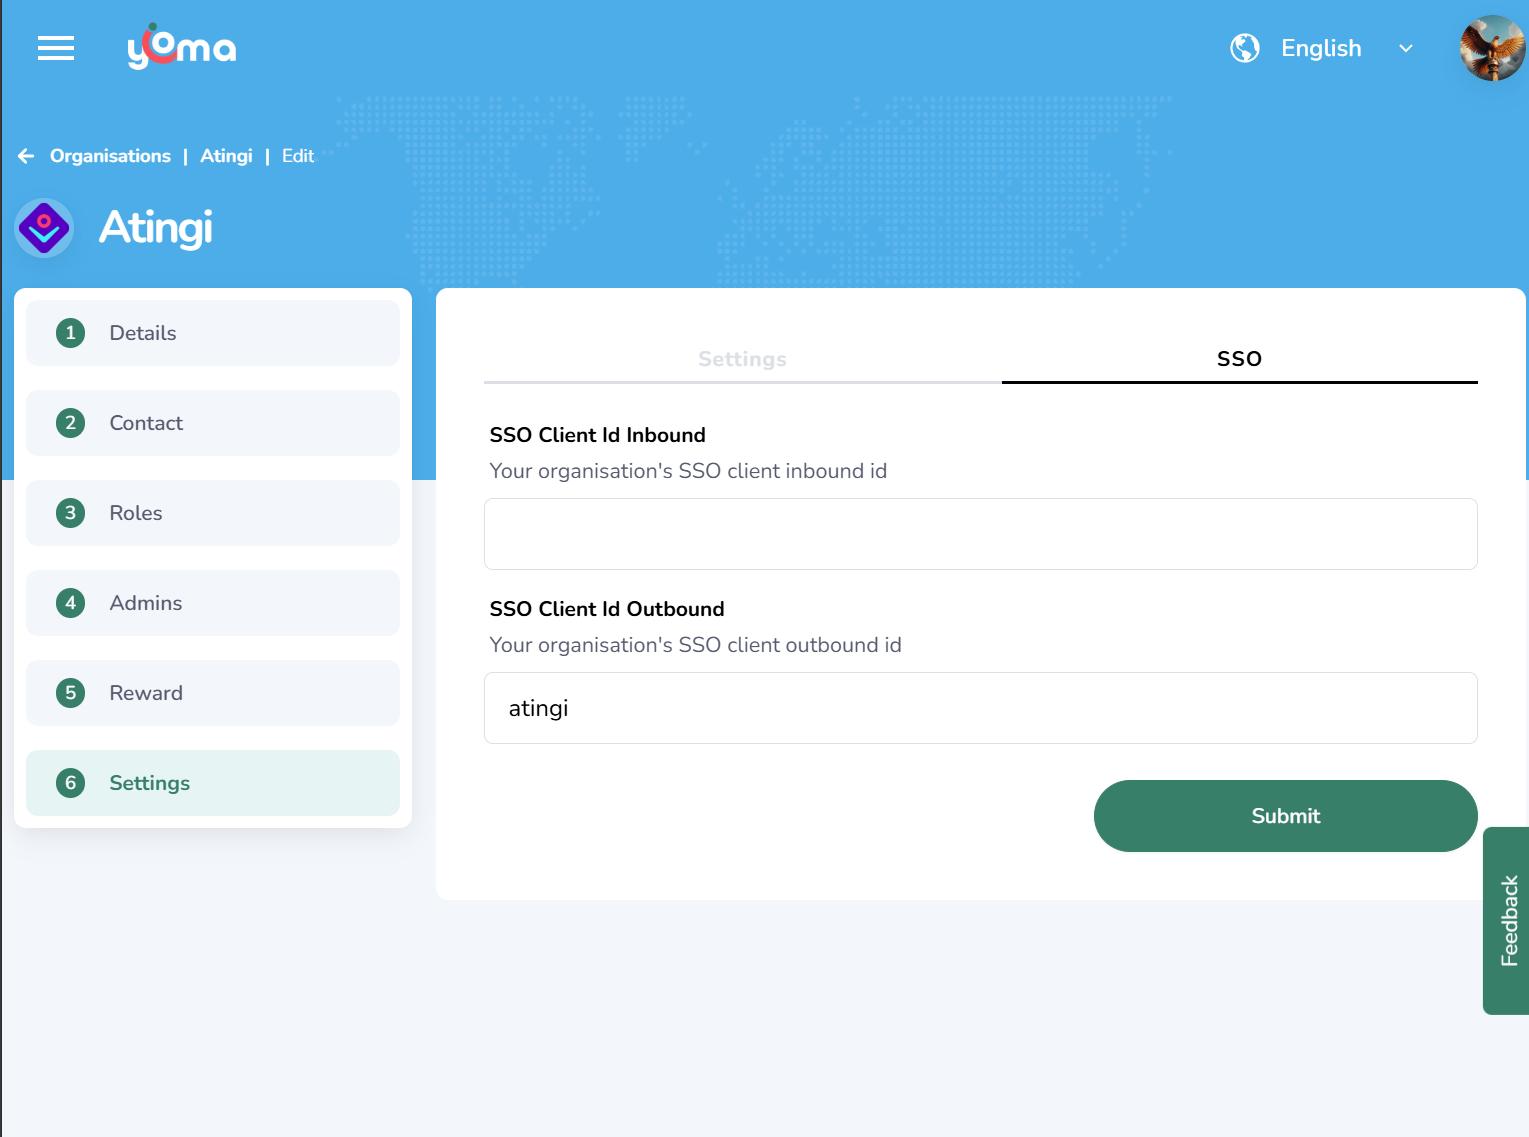 yoma
English
Organisations | Atingi | Edit
Atingi
1 Details
2 Contact
3 Roles
4 Admins
5 Reward
6 Settings
Settings
SSO
SSO Client Id Inbound
Your organisation's SSO client inbound id
SSO Client Id Outbound
Your organisation's SSO client outbound id
atingi
Submit
Feedback